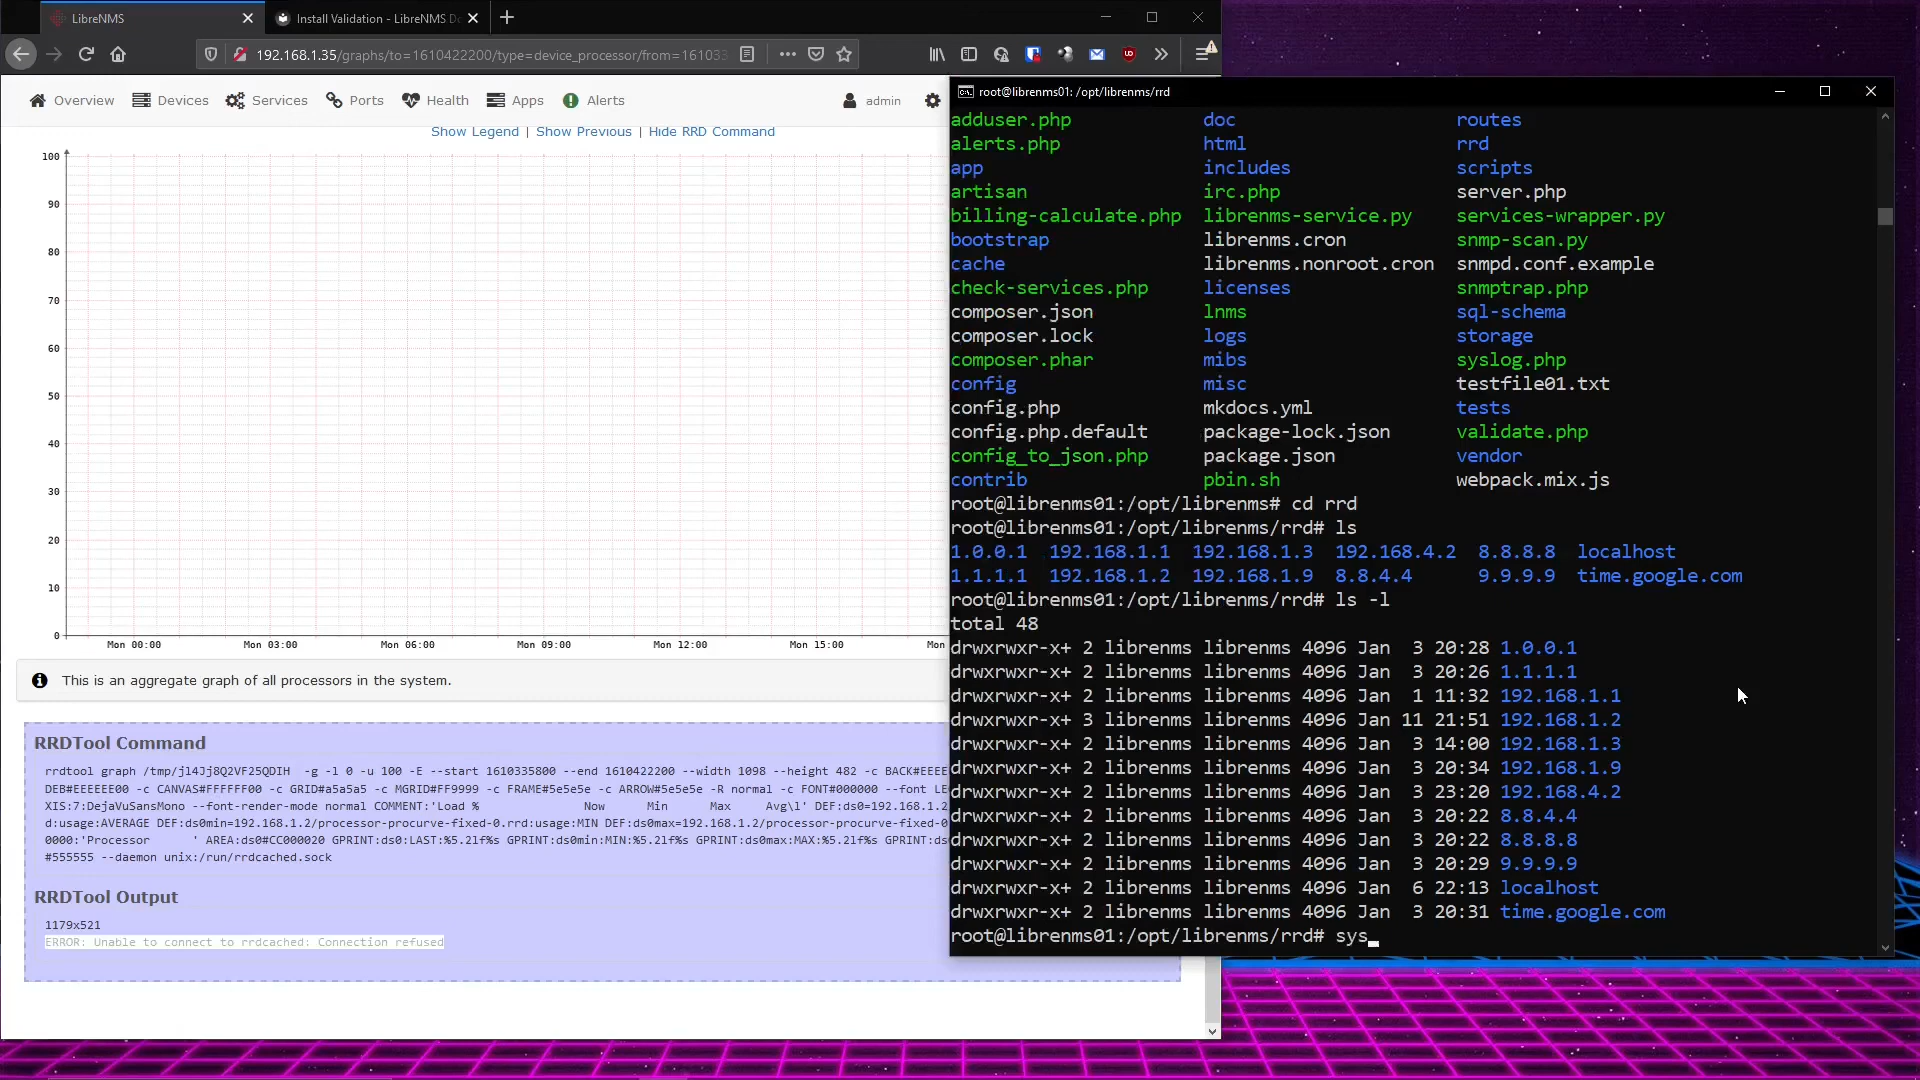 LibreNMS
Install Validation - LibreNMS Do
192.168.1.35/graphs/to=1610422200/type=device_processor/from=161033
Overview Devices Services Ports Health Apps Alerts admin
Show Legend | Show Previous | Hide RRD Command
100
90
80
70
60
50
40
30
20
10
0
Mon 00:00 Mon 03:00 Mon 06:00 Mon 09:00 Mon 12:00 Mon 15:00 Mon
This is an aggregate graph of all processors in the system.
RRDTool Command
rrdtool graph /tmp/jl4Jj8Q2VF25QDIH -g -l 0 -u 100 -E --start 1610335800 --end 1610422200 --width 1098 --height 482 -c BACK#EEEE
DEB#EEEEEE00 -c CANVAS#FFFFFF00 -c GRID#a5a5a5 -c MGRID#FF9999 -c FRAME#5e5e5e -c ARROW#5e5e5e -R normal -c FONT#000000 --font LE
XIS:7:DejaVuSansMono --font-render-mode normal COMMENT:'Load % Now Min Max Avg\l' DEF:ds0=192.168.1.2
d:usage:AVERAGE DEF:ds0min=192.168.1.2/processor-procurve-fixed-0.rrd:usage:MIN DEF:ds0max=192.168.1.2/processor-procurve-fixed-0
0000:'Processor ' AREA:ds0#CC000020 GPRINT:ds0:LAST:%5.2lf%s GPRINT:ds0min:MIN:%5.2lf%s GPRINT:ds0max:MAX:%5.2lf%s GPRINT:ds
#555555 --daemon unix:/run/rrdcached.sock
RRDTool Output
1179x521
ERROR: Unable to connect to rrdcached: Connection refused
root@librenms01: /opt/librenms/rrd
adduser.php doc routes
alerts.php html rrd
app includes scripts
artisan irc.php server.php
billing-calculate.php librenms-service.py services-wrapper.py
bootstrap librenms.cron snmp-scan.py
cache librenms.nonroot.cron snmpd.conf.example
check-services.php licenses snmptrap.php
composer.json lnms sql-schema
composer.lock logs storage
composer.phar mibs syslog.php
config misc testfile01.txt
config.php mkdocs.yml tests
config.php.default package-lock.json validate.php
config_to_json.php package.json vendor
contrib pbin.sh webpack.mix.js
root@librenms01:/opt/librenms# cd rrd
root@librenms01:/opt/librenms/rrd# ls
1.0.0.1 192.168.1.1 192.168.1.3 192.168.4.2 8.8.8.8 localhost
1.1.1.1 192.168.1.2 192.168.1.9 8.8.4.4 9.9.9.9 time.google.com
root@librenms01:/opt/librenms/rrd# ls -l
total 48
drwxrwxr-x+ 2 librenms librenms 4096 Jan 3 20:28 1.0.0.1
drwxrwxr-x+ 2 librenms librenms 4096 Jan 3 20:26 1.1.1.1
drwxrwxr-x+ 2 librenms librenms 4096 Jan 1 11:32 192.168.1.1
drwxrwxr-x+ 3 librenms librenms 4096 Jan 11 21:51 192.168.1.2
drwxrwxr-x+ 2 librenms librenms 4096 Jan 3 14:00 192.168.1.3
drwxrwxr-x+ 2 librenms librenms 4096 Jan 3 20:34 192.168.1.9
drwxrwxr-x+ 2 librenms librenms 4096 Jan 3 23:20 192.168.4.2
drwxrwxr-x+ 2 librenms librenms 4096 Jan 3 20:22 8.8.4.4
drwxrwxr-x+ 2 librenms librenms 4096 Jan 3 20:22 8.8.8.8
drwxrwxr-x+ 2 librenms librenms 4096 Jan 3 20:29 9.9.9.9
drwxrwxr-x+ 2 librenms librenms 4096 Jan 6 22:13 localhost
drwxrwxr-x+ 2 librenms librenms 4096 Jan 3 20:31 time.google.com
root@librenms01:/opt/librenms/rrd# sys